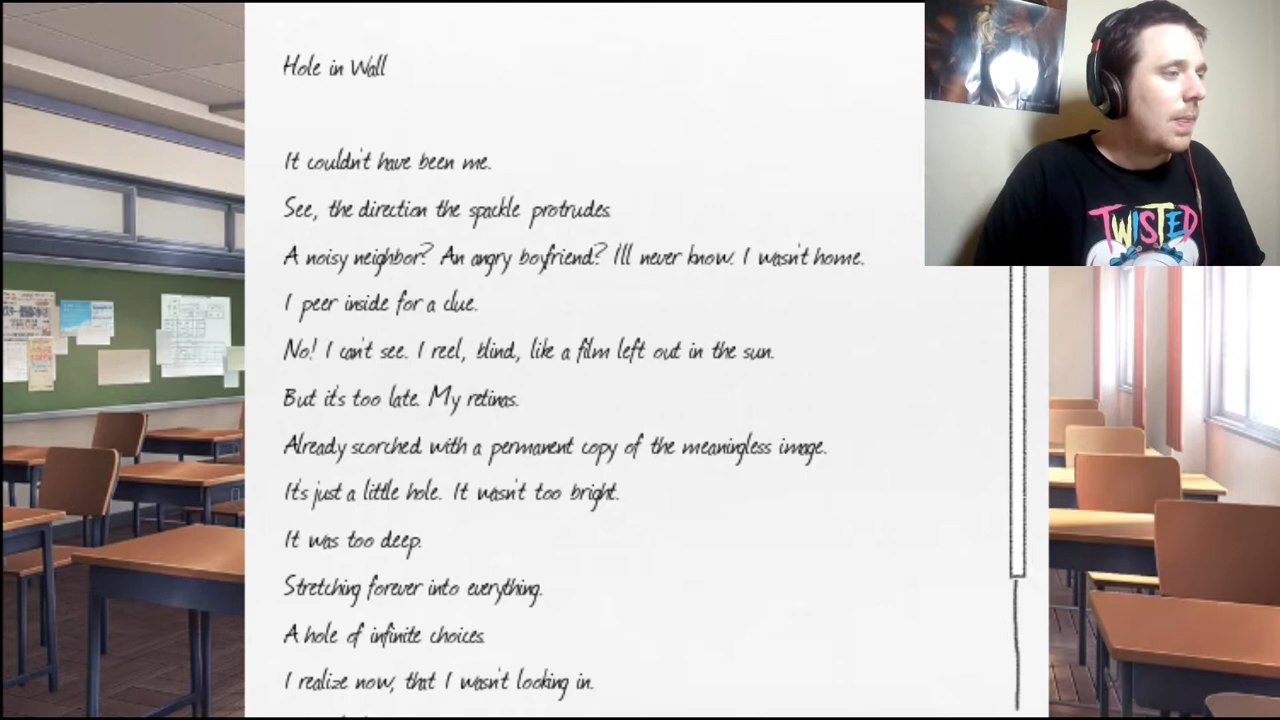 Hole in Wall
It couldn't have been me.
See, the direction the spackle protrudes.
A noisy neighbor? An angry boyfriend? I'll never know. I wasn't home.
I peer inside for a clue.
No! I can't see. I reel, blind, like a film left out in the sun.
But it's too late. My retinas.
Already scorched with a permanent copy of the meaningless image.
It's just a little hole. It wasn't too bright.
It was too deep.
Stretching forever into everything.
A hole of infinite choices.
I realize now, that I wasn't looking in.
TWISTED